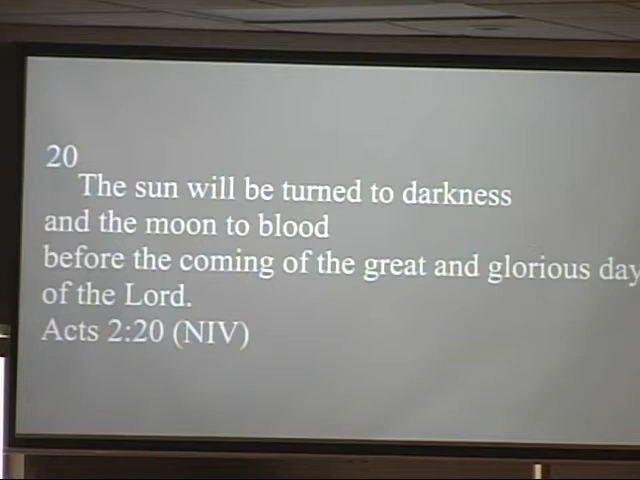 20
The sun will be turned to darkness
and the moon to blood
before the coming of the great and glorious day
of the Lord.
Acts 2:20 (NIV)